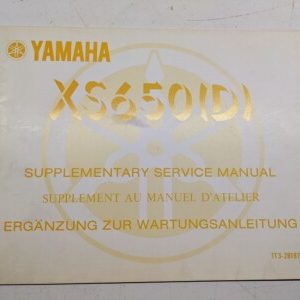 YAMAHA
XS650(D)
SUPPLEMENTARY SERVICE MANUAL
SUPPLEMENT AU MANUEL D'ATELIER
ERGÄNZUNG ZUR WARTUNGSANLEITUNG